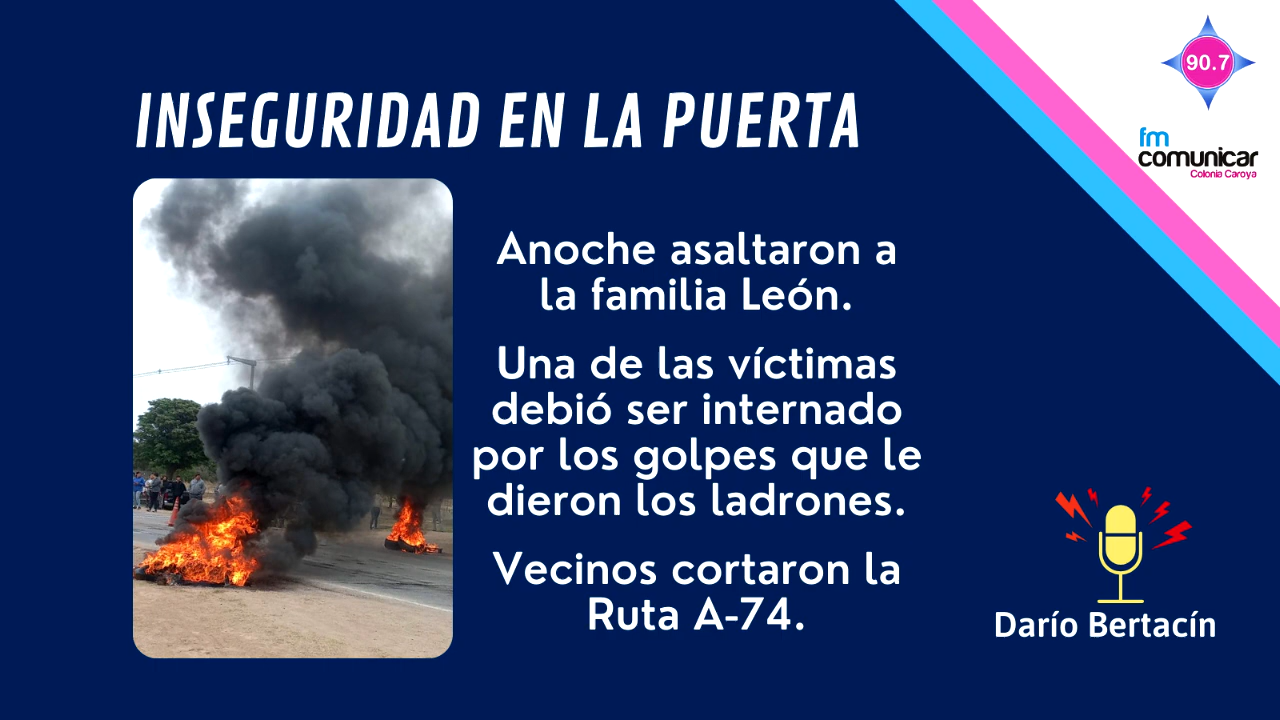 90.7
fm
comunicar
Colonia Caroya
INSEGURIDAD EN LA PUERTA
Anoche asaltaron a
la familia León.
Una de las víctimas
debió ser internado
por los golpes que le
dieron los ladrones.
Vecinos cortaron la
Ruta A-74.
Darío Bertacín